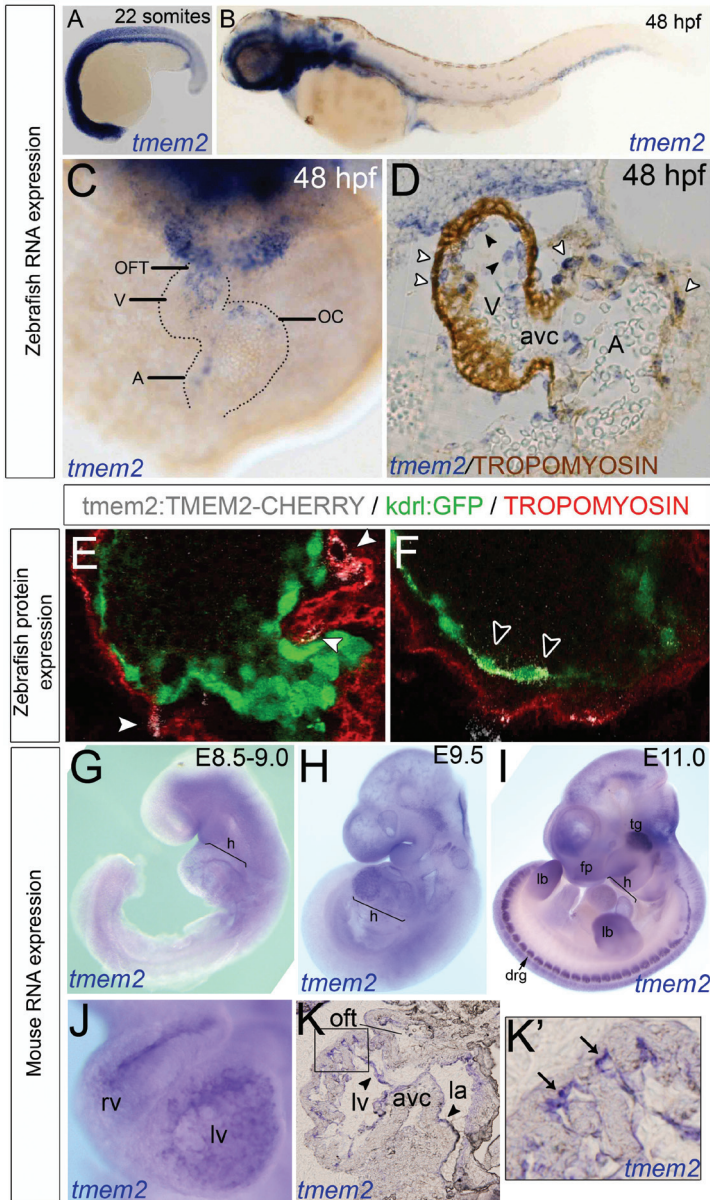 Zebrafish RNA expression
A
22 somites
tmem2
B
48 hpf
tmem2
C
48 hpf
OFT
V
OC
A
tmem2
D
48 hpf
V
avc
A
tmem2/TROPOMYOSIN
tmem2:TMEM2-CHERRY / kdrl:GFP / TROPOMYOSIN
Zebrafish protein
expression
E
F
Mouse RNA expression
G
E8.5-9.0
h
tmem2
H
E9.5
h
tmem2
I
E11.0
tg
fp
lb
h
lb
drg
tmem2
J
rv
lv
tmem2
K
oft
lv
avc
la
tmem2
K’
tmem2